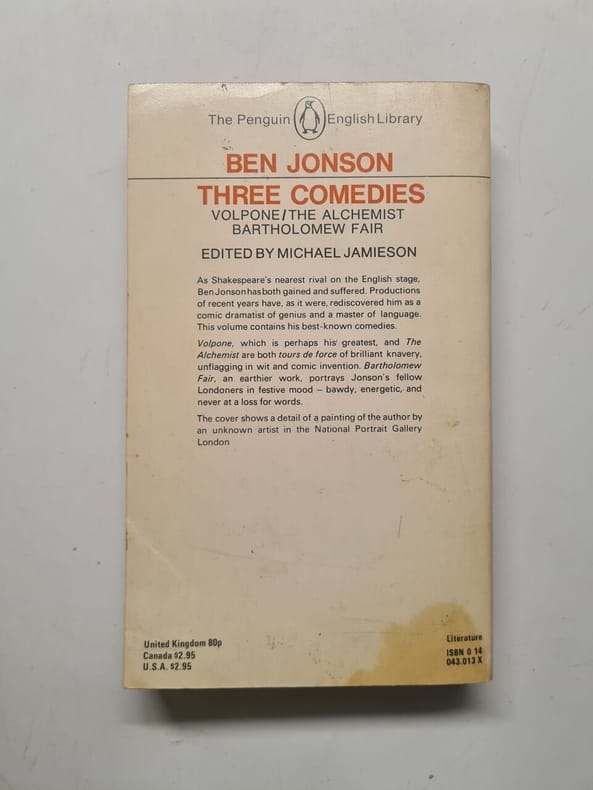 The Penguin English Library
BEN JONSON
THREE COMEDIES
VOLPONE/THE ALCHEMIST
BARTHOLOMEW FAIR
EDITED BY MICHAEL JAMIESON
As Shakespeare's nearest rival on the English stage,
Ben Jonson has both gained and suffered. Productions
of recent years have, as it were, rediscovered him as a
comic dramatist of genius and a master of language.
This volume contains his best-known comedies.
Volpone, which is perhaps his greatest, and The
Alchemist are both tours de force of brilliant knavery,
unflagging in wit and comic invention. Bartholomew
Fair, an earthier work, portrays Jonson's fellow
Londoners in festive mood – bawdy, energetic, and
never at a loss for words.
The cover shows a detail of a painting of the author by
an unknown artist in the National Portrait Gallery
London
United Kingdom 80p
Canada $2.95
U.S.A. $2.95
Literature
ISBN 0 14
043.013 X